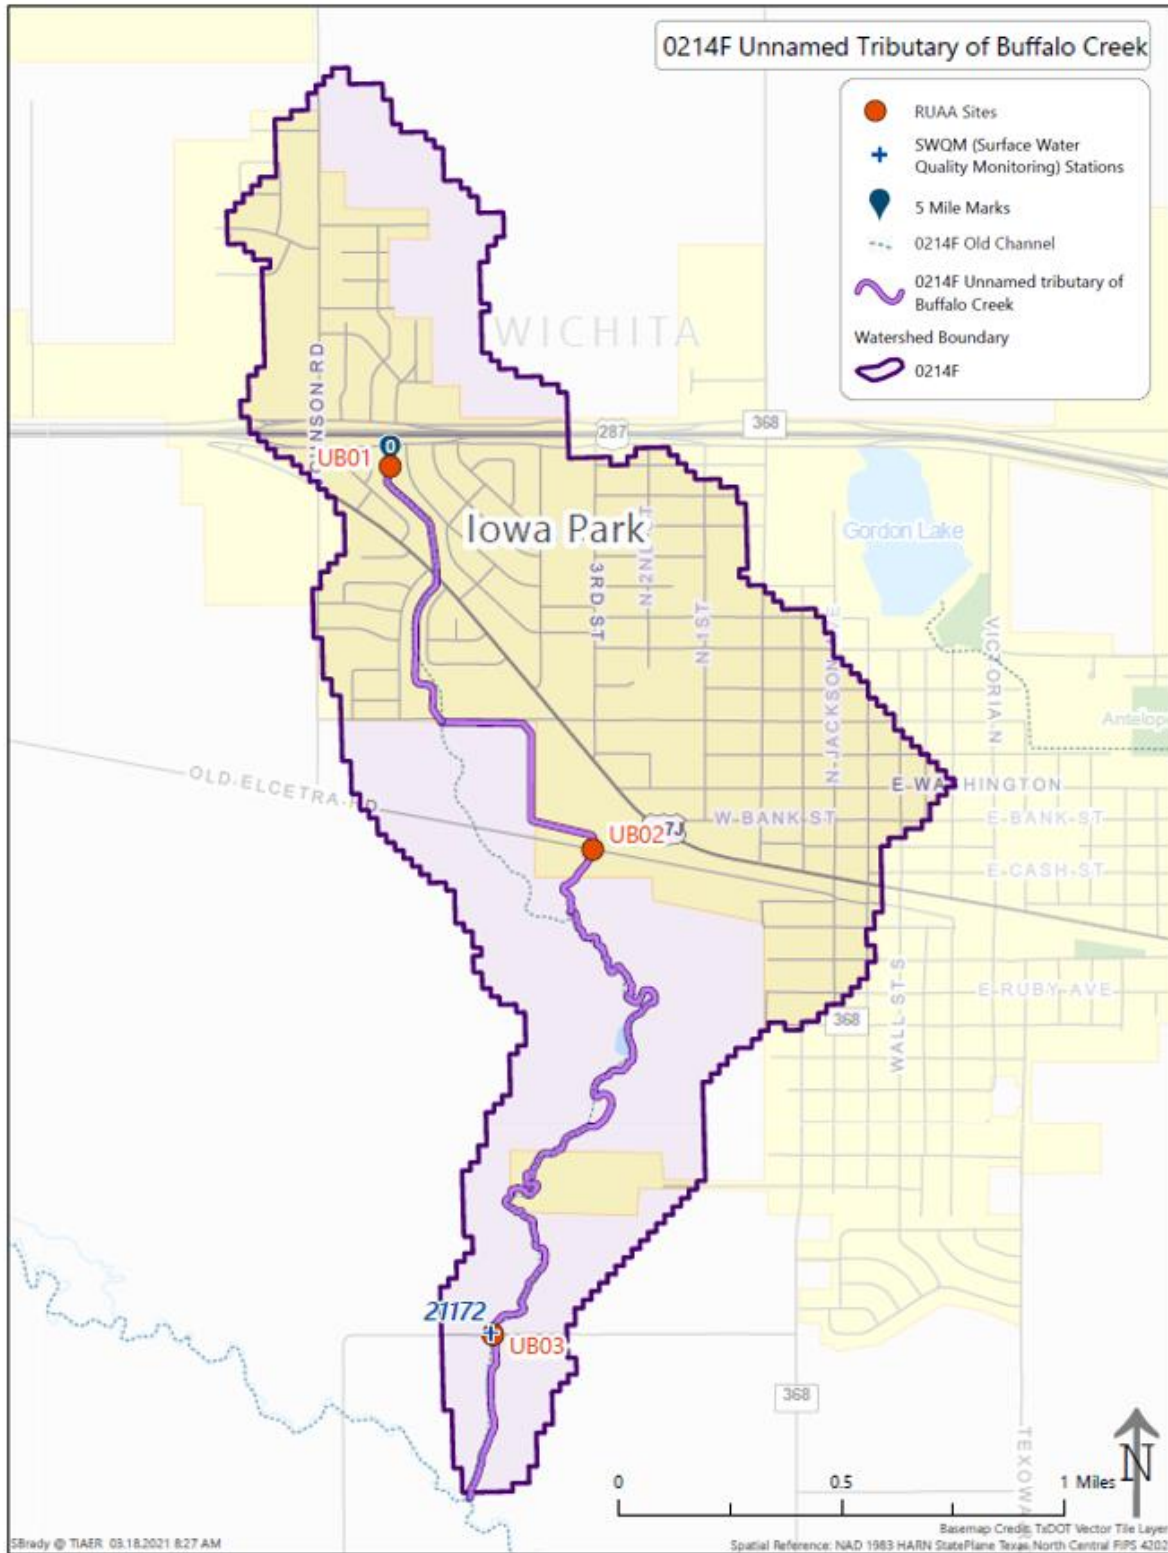 0214F Unnamed Tributary of Buffalo Creek
RUAA Sites
SWQM (Surface Water
Quality Monitoring) Stations
5 Mile Marks
0214F Old Channel
0214F Unnamed tributary of
Buffalo Creek
Watershed Boundary
0214F
WICHITA
NSON RD
287
368
0
UB01
Iowa Park
Gordon Lake
3RD ST
N-1ST
N-JACKSON
VICTORIA N
Antelop
OLD-ELCETRA-RD
E-WASHINGTON
W-BANK-ST
E-BANK-ST
UB02
7J
E-CASH-ST
WALL-ST-S
E-RUBY-AVE
368
21172
UB03
368
0
0.5
1 Miles
N
SBrady @ TIAER 03.18.2021 8:27 AM
Basemap Credit: TxDOT Vector Tile Layer
Spatial Reference: NAD 1983 HARN StatePlane Texas North Central FIPS 4202